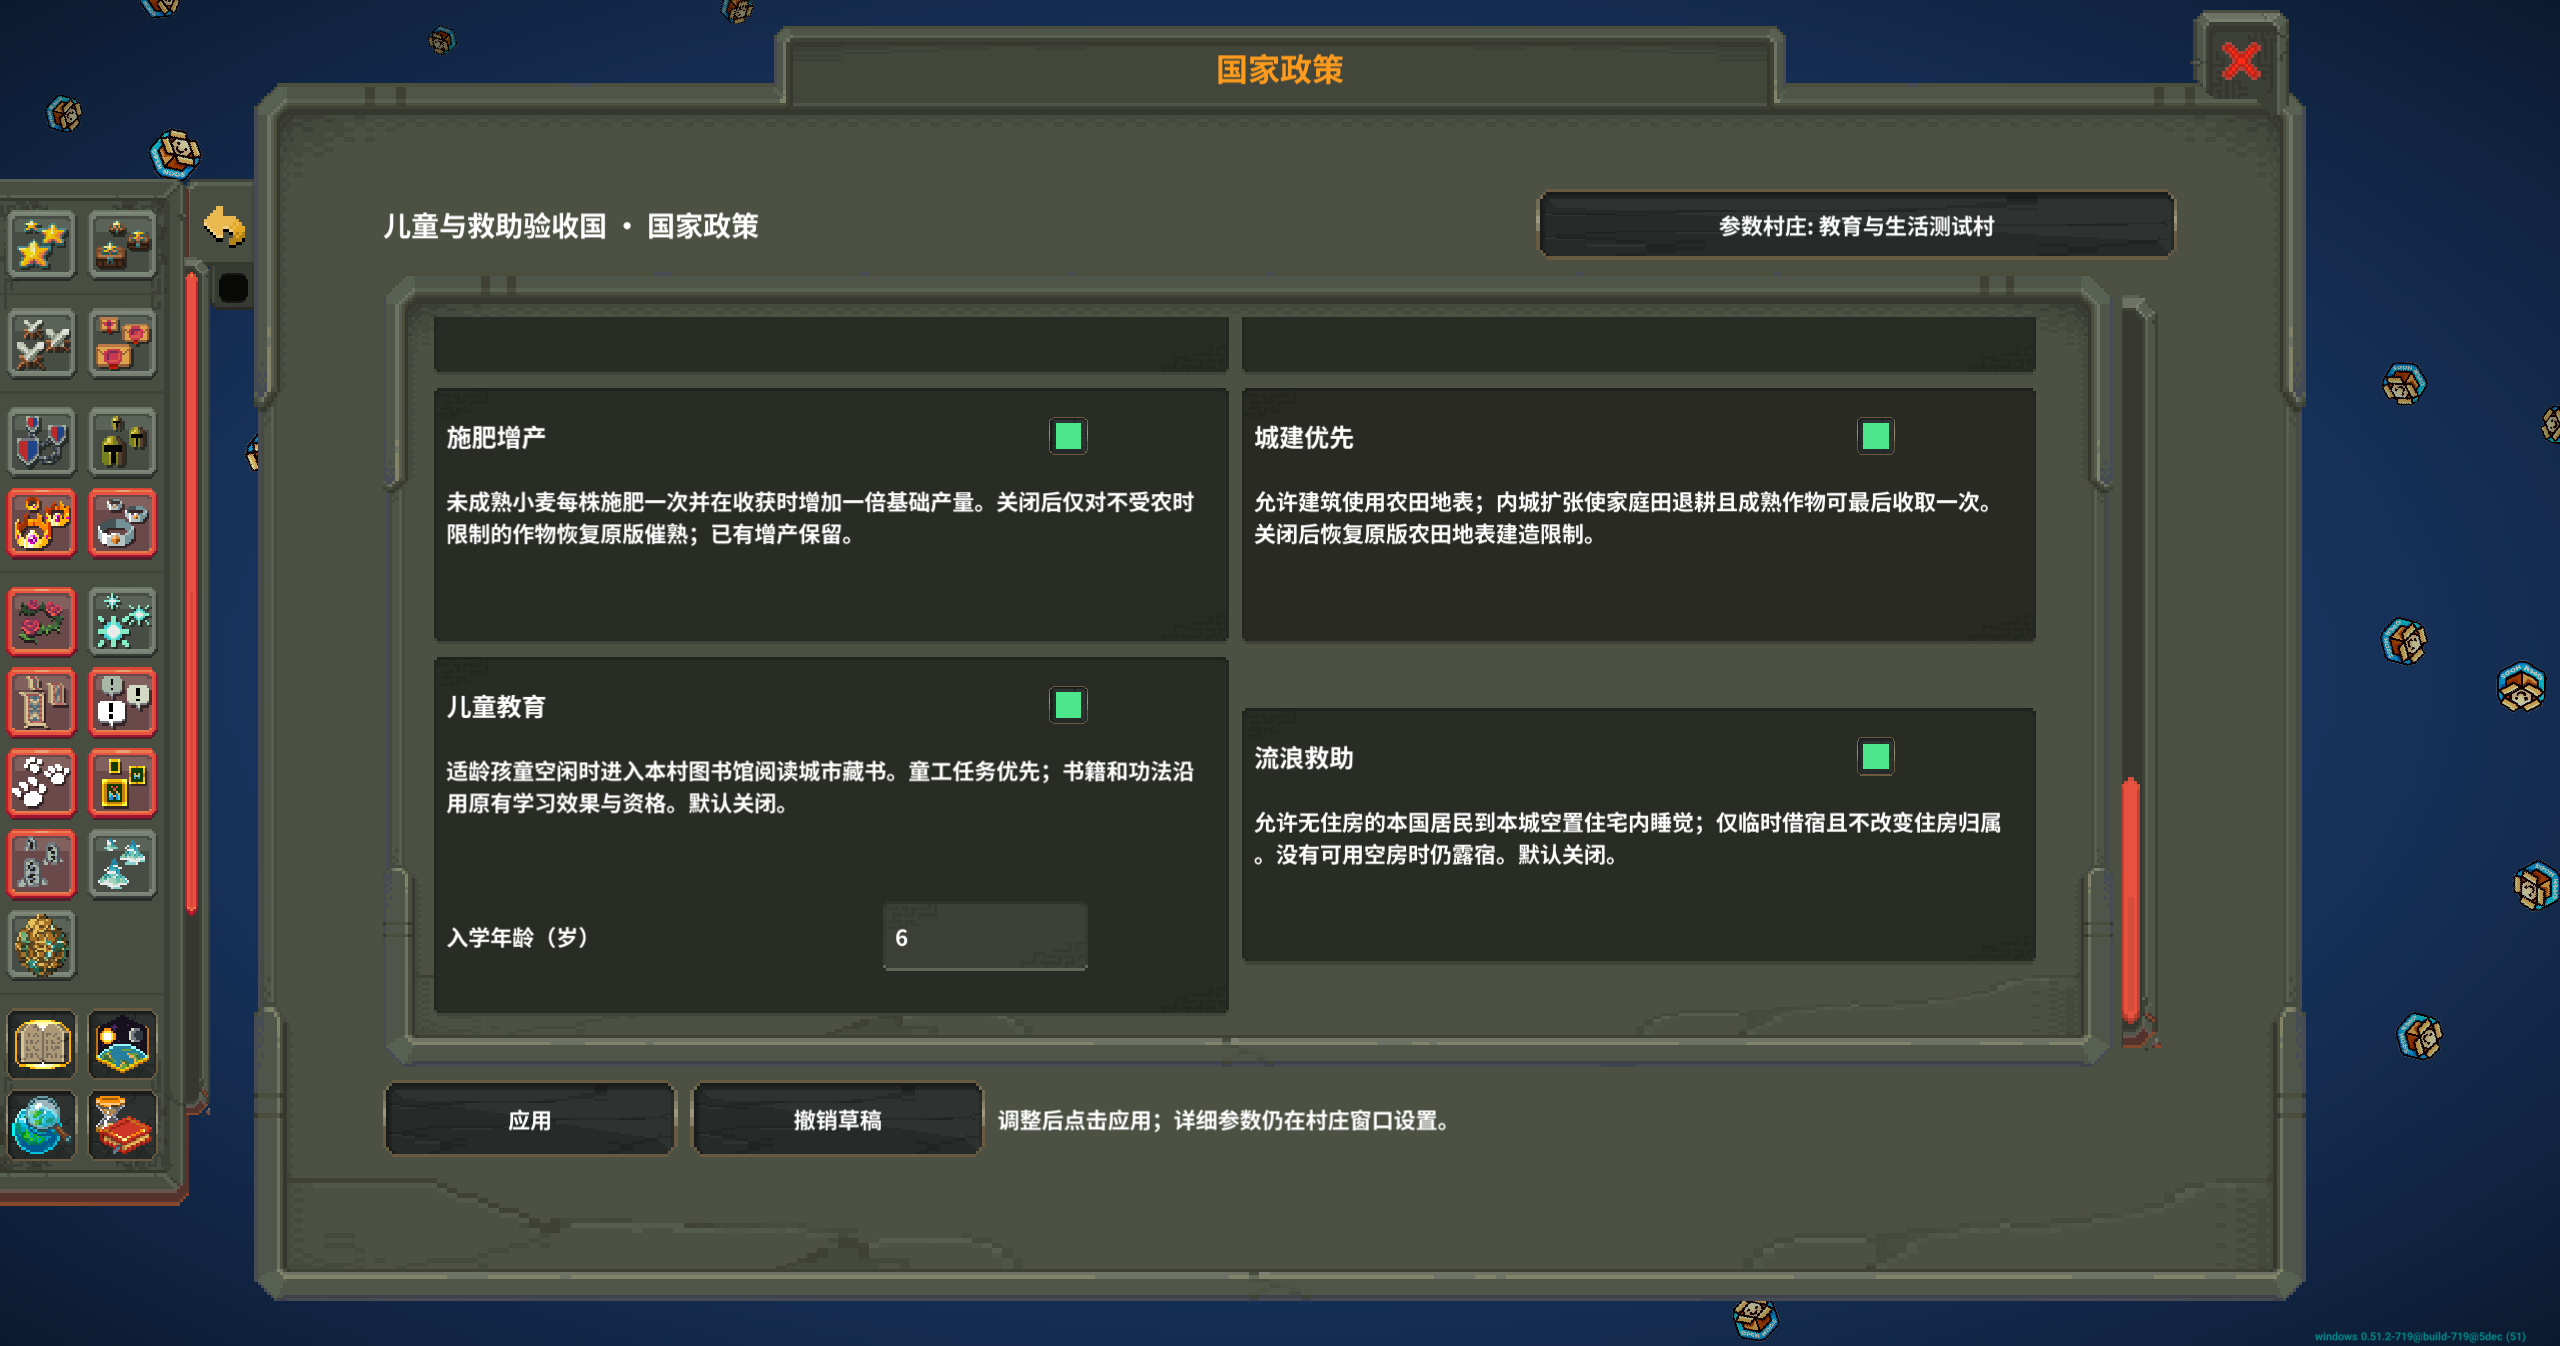 国家政策
儿童与救助验收国 · 国家政策
参数村庄: 教育与生活测试村
施肥增产
未成熟小麦每株施肥一次并在收获时增加一倍基础产量。关闭后仅对不受农时
限制的作物恢复原版催熟；已有增产保留。
城建优先
允许建筑使用农田地表；内城扩张使家庭田退耕且成熟作物可最后收取一次。
关闭后恢复原版农田地表建造限制。
儿童教育
适龄孩童空闲时进入本村图书馆阅读城市藏书。童工任务优先；书籍和功法沿
用原有学习效果与资格。默认关闭。
入学年龄（岁）
6
流浪救助
允许无住房的本国居民到本城空置住宅内睡觉；仅临时借宿且不改变住房归属
。没有可用空房时仍露宿。默认关闭。
应用
撤销草稿
调整后点击应用；详细参数仍在村庄窗口设置。
windows 0.51.2-719@build-719@5dec (51)